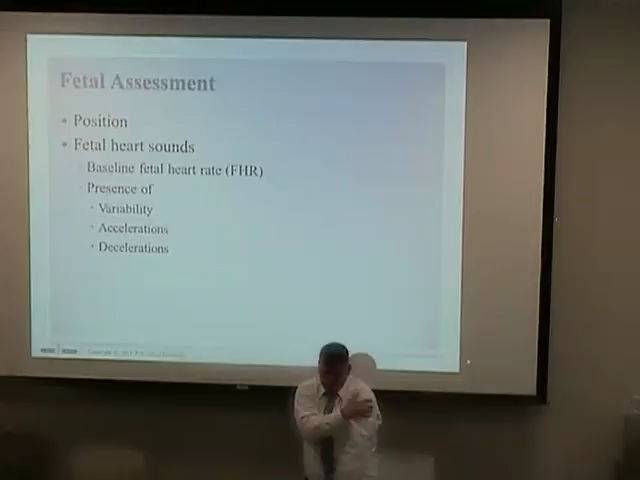 Fetal Assessment
• Position
• Fetal heart sounds
Baseline fetal heart rate (FHR)
Presence of
• Variability
• Accelerations
• Decelerations